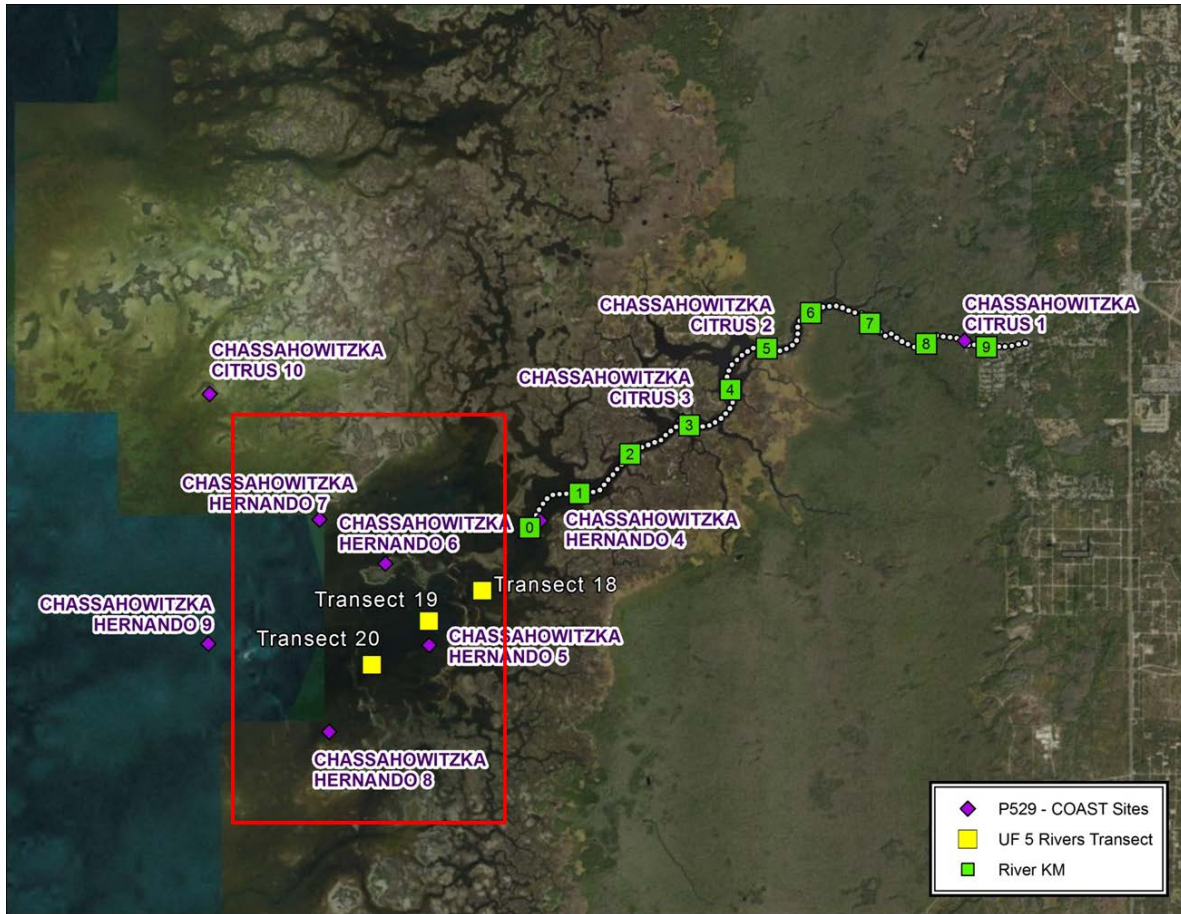 6
7
CHASSAHOWITZKA
CITRUS 2
5
8
9
CHASSAHOWITZKA
CITRUS 1
CHASSAHOWITZKA
CITRUS 10
4
CHASSAHOWITZKA
CITRUS 3
3
2
1
0
CHASSAHOWITZKA
HERNANDO 7
CHASSAHOWITZKA
HERNANDO 6
CHASSAHOWITZKA
HERNANDO 4
Transect 18
Transect 19
CHASSAHOWITZKA
HERNANDO 9
Transect 20
CHASSAHOWITZKA
HERNANDO 5
CHASSAHOWITZKA
HERNANDO 8
P529 - COAST Sites
UF 5 Rivers Transect
River KM